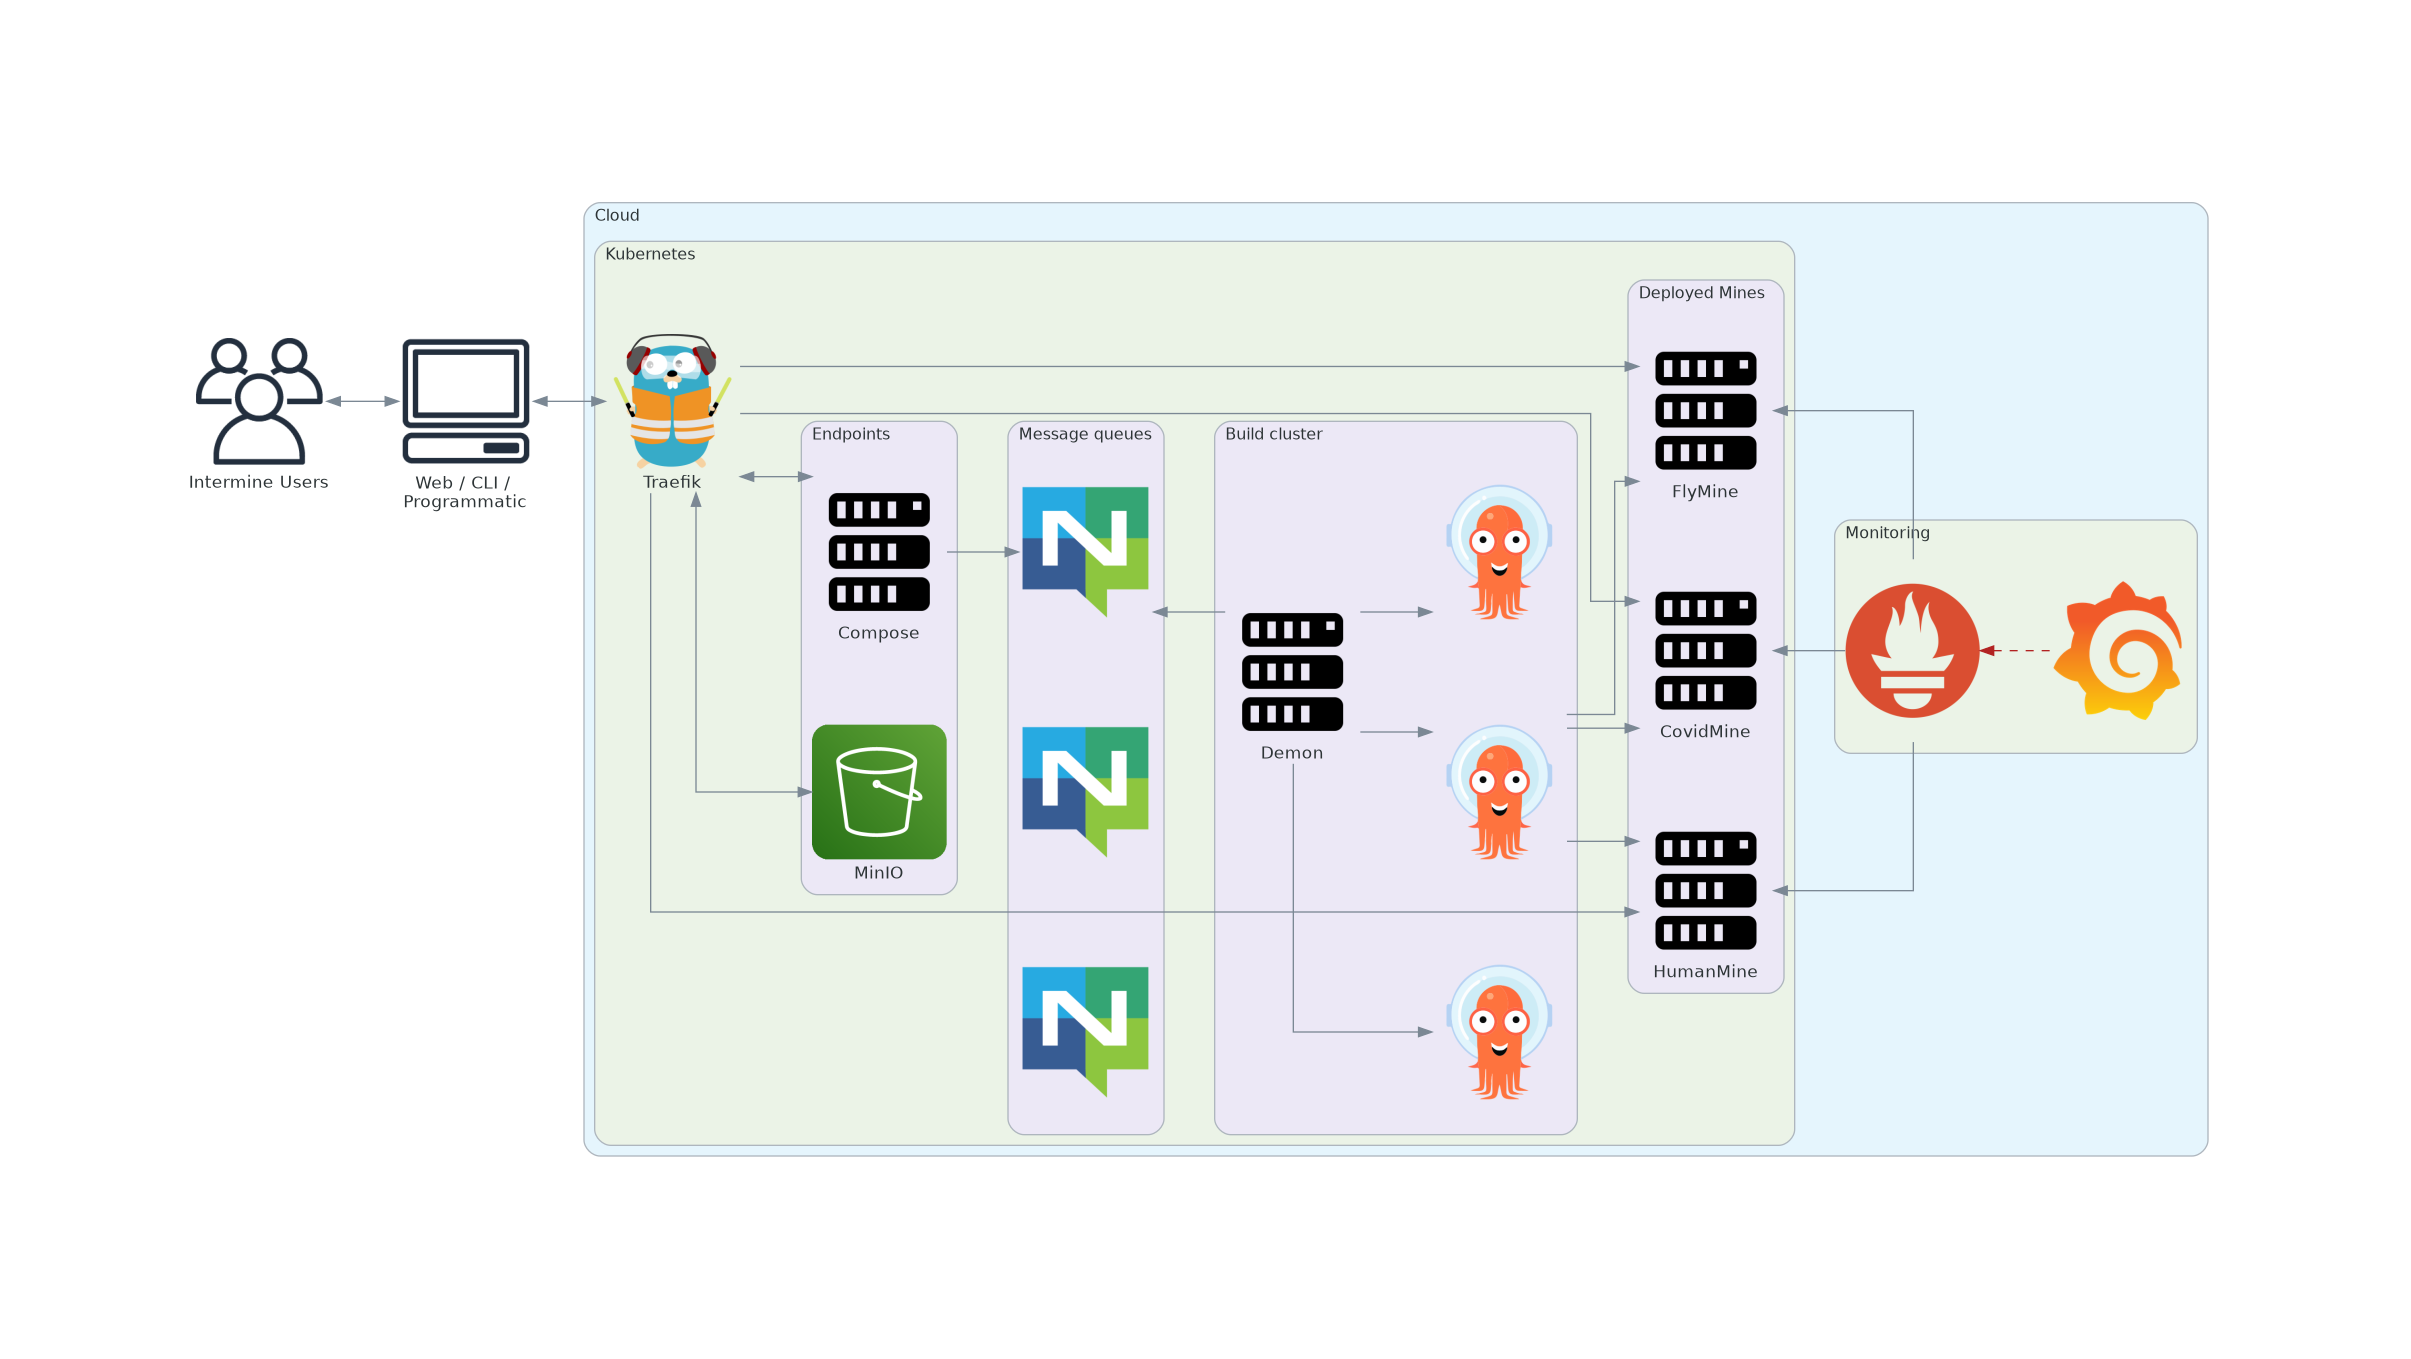 Cloud
Kubernetes
Deployed Mines
Endpoints
Message queues
Build cluster
Intermine Users
Web / CLI /
Programmatic
Traefik
FlyMine
Monitoring
Compose
N
Demon
CovidMine
N
MinIO
HumanMine
N